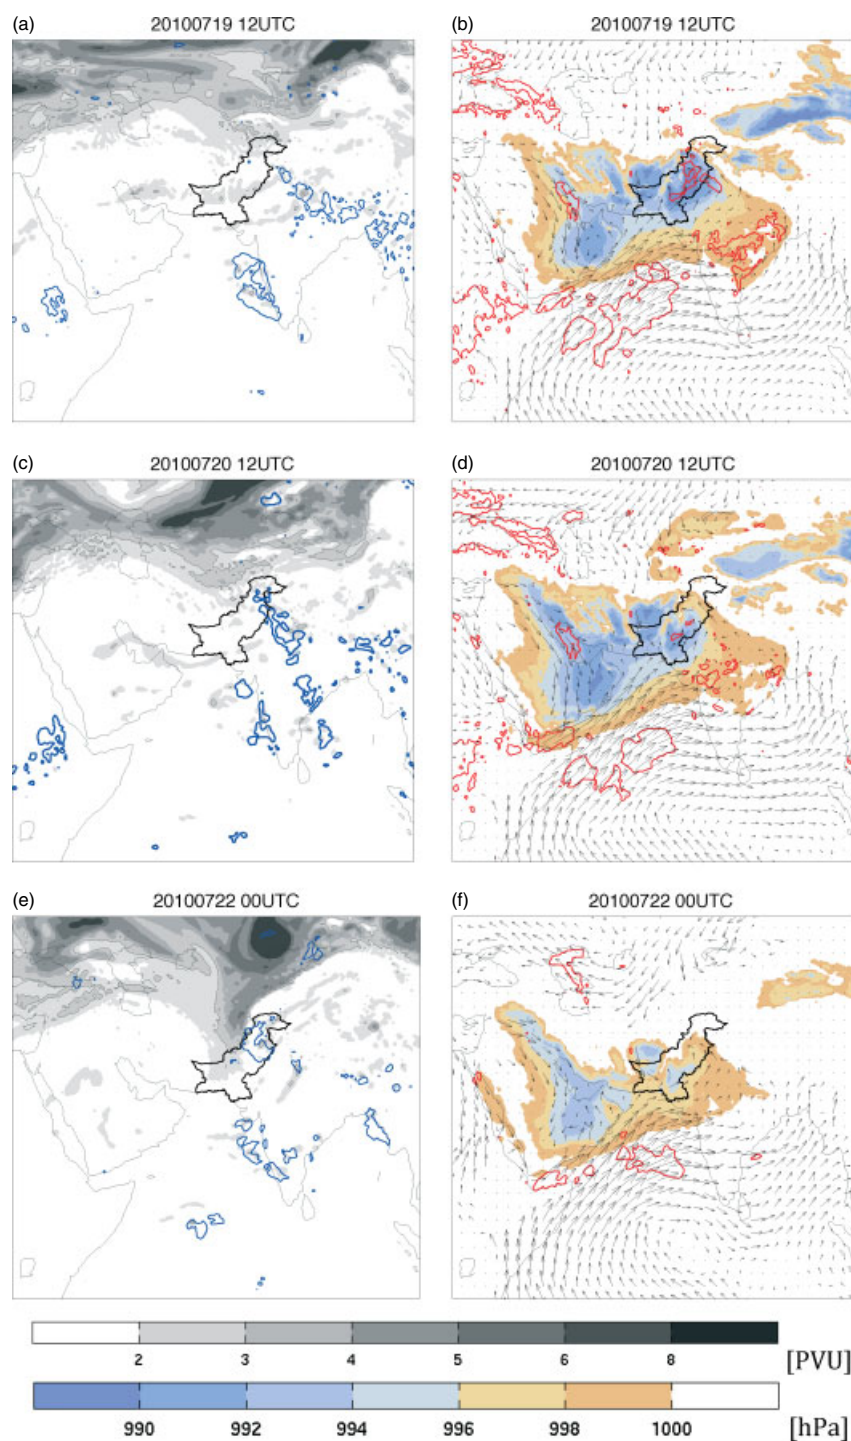 (a) 20100719 12UTC
(b) 20100719 12UTC
(c) 20100720 12UTC
(d) 20100720 12UTC
(e) 20100722 00UTC
(f) 20100722 00UTC
2 3 4 5 6 8 [PVU]
990 992 994 996 998 1000 [hPa]